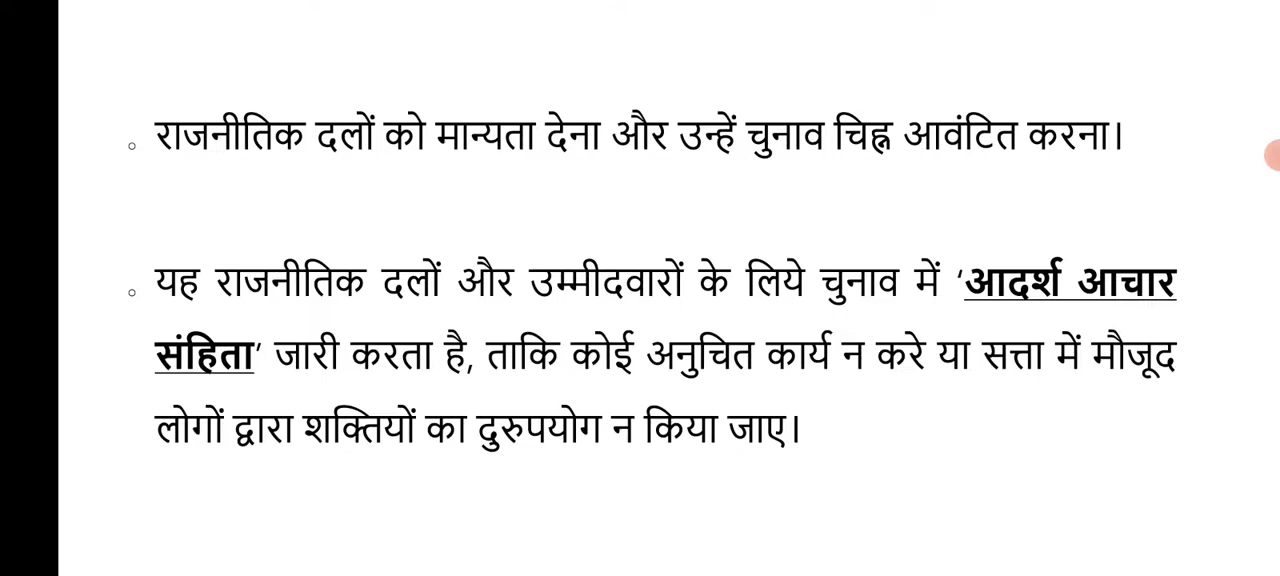 राजनीतिक दलों को मान्यता देना और उन्हें चुनाव चिह्न आवंटित करना।
यह राजनीतिक दलों और उम्मीदवारों के लिये चुनाव में ‘आदर्श आचार
संहिता’ जारी करता है, ताकि कोई अनुचित कार्य न करे या सत्ता में मौजूद
लोगों द्वारा शक्तियों का दुरुपयोग न किया जाए।